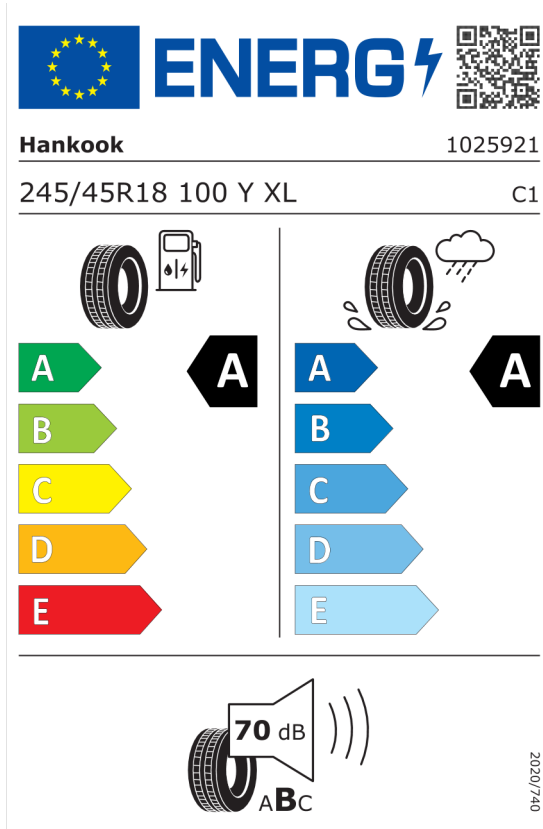 ENERG
Hankook 1025921
245/45R18 100 Y XL C1
A A A A
B B
C C
D D
E E
70 dB
ABC
2020/740